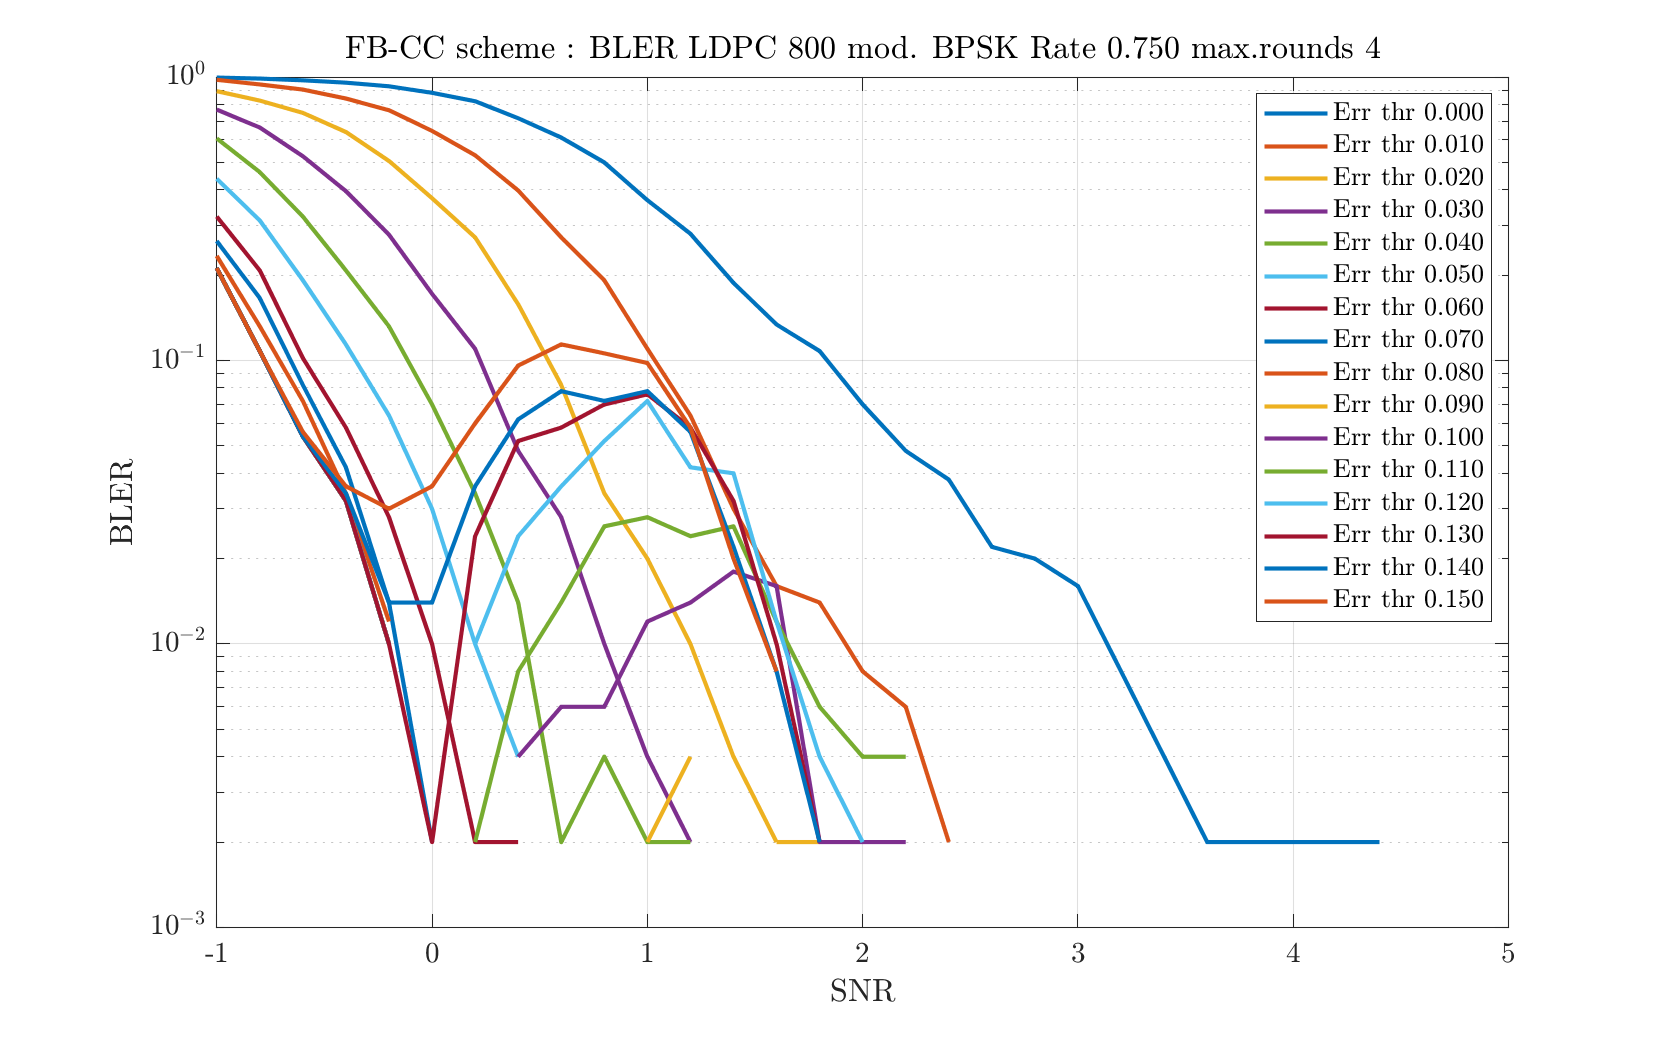 FB-CC scheme : BLER LDPC 800 mod. BPSK Rate 0.750 max.rounds 4
10^0
10^-1
10^-2
10^-3
BLER
-1 0 1 2 3 4 5
SNR
Err thr 0.000
Err thr 0.010
Err thr 0.020
Err thr 0.030
Err thr 0.040
Err thr 0.050
Err thr 0.060
Err thr 0.070
Err thr 0.080
Err thr 0.090
Err thr 0.100
Err thr 0.110
Err thr 0.120
Err thr 0.130
Err thr 0.140
Err thr 0.150